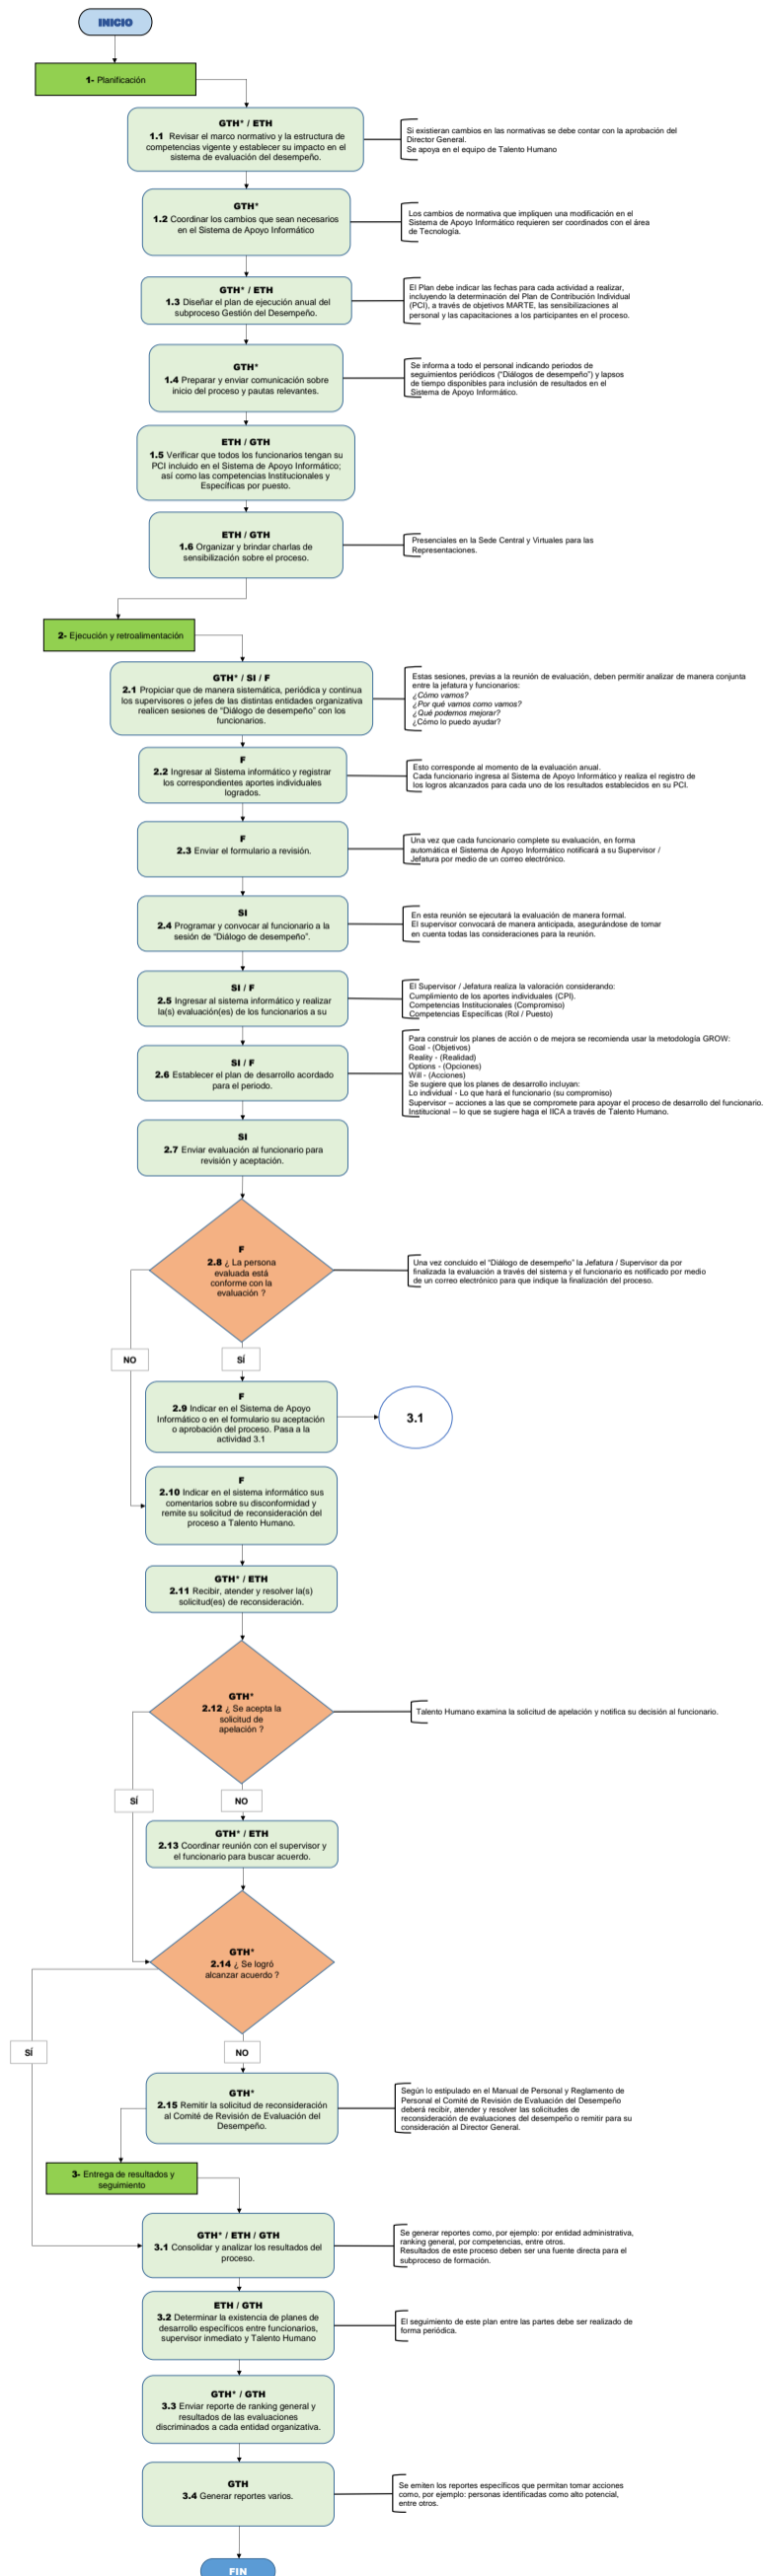 INICIO
1- Planificación
GTH* / ETH
1.1 Revisar el marco normativo y la estructura de
competencias vigente y establecer su impacto en el
sistema de evaluación del desempeño.
Si existieran cambios en las normativas se debe contar con la aprobación del
Director General.
Se apoya en el equipo de Talento Humano
GTH*
1.2 Coordinar los cambios que sean necesarios
en el Sistema de Apoyo Informático
Los cambios de normativa que impliquen una modificación en el
Sistema de Apoyo Informático requieren ser coordinados con el área
de Tecnología.
GTH* / ETH
1.3 Diseñar el plan de ejecución anual del
subproceso Gestión del Desempeño.
El Plan debe indicar las fechas para cada actividad a realizar,
incluyendo la determinación del Plan de Contribución Individual
(PCI), a través de objetivos MARTE, las sensibilizaciones al
personal y las capacitaciones a los participantes en el proceso.
GTH*
1.4 Preparar y enviar comunicación sobre
inicio del proceso y pautas relevantes.
Se informa a todo el personal indicando periodos de
seguimientos periódicos ("Diálogos de desempeño") y lapsos
de tiempo disponibles para inclusión de resultados en el
Sistema de Apoyo Informático.
ETH / GTH
1.5 Verificar que todos los funcionarios tengan su
PCI incluido en el Sistema de Apoyo Informático;
así como las competencias Institucionales y
Específicas por puesto.
ETH / GTH
1.6 Organizar y brindar charlas de
sensibilización sobre el proceso.
Presenciales en la Sede Central y Virtuales para las
Representaciones.
2- Ejecución y retroalimentación
GTH* / SI / F
2.1 Propiciar que de manera sistemática, periódica y continua
los supervisores o jefes de las distintas entidades organizativa
realicen sesiones de "Diálogo de desempeño" con los
funcionarios.
Estas sesiones, previas a la reunión de evaluación, deben permitir analizar de manera conjunta
entre la jefatura y funcionarios:
¿Cómo vamos?
¿Por qué vamos como vamos?
¿Qué podemos mejorar?
¿Cómo lo puedo ayudar?
F
2.2 Ingresar al Sistema informático y registrar
los correspondientes aportes individuales
logrados.
Esto corresponde al momento de la evaluación anual.
Cada funcionario ingresa al Sistema de Apoyo Informático y realiza el registro de
los logros alcanzados para cada uno de los resultados establecidos en su PCI.
F
2.3 Enviar el formulario a revisión.
Una vez que cada funcionario complete su evaluación, en forma
automática el Sistema de Apoyo Informático notificará a su Supervisor /
Jefatura por medio de un correo electrónico.
SI
2.4 Programar y convocar al funcionario a la
sesión de "Diálogo de desempeño".
En esta reunión se ejecutará la evaluación de manera formal.
El supervisor convocará de manera anticipada, asegurándose de tomar
en cuenta todas las consideraciones para la reunión.
SI / F
2.5 Ingresar al sistema informático y realizar
la(s) evaluación(es) de los funcionarios a su
El Supervisor / Jefatura realiza la valoración considerando:
Cumplimiento de los aportes individuales (CPI).
Competencias Institucionales (Compromiso)
Competencias Específicas (Rol / Puesto)
SI / F
2.6 Establecer el plan de desarrollo acordado
para el periodo.
Para construir los planes de acción o de mejora se recomienda usar la metodología GROW:
Goal - (Objetivos)
Reality - (Realidad)
Options - (Opciones)
Will - (Acciones)
Se sugiere que los planes de desarrollo incluyan:
Lo individual - Lo que hará el funcionario (su compromiso)
Supervisor – acciones a las que se compromete para apoyar el proceso de desarrollo del funcionario.
Institucional – lo que se sugiere haga el IICA a través de Talento Humano.
SI
2.7 Enviar evaluación al funcionario para
revisión y aceptación.
F
2.8 ¿ La persona
evaluada está
conforme con la
evaluación ?
Una vez concluido el "Diálogo de desempeño" la Jefatura / Supervisor da por
finalizada la evaluación a través del sistema y el funcionario es notificado por medio
de un correo electrónico para que indique la finalización del proceso.
NO
SÍ
F
2.9 Indicar en el Sistema de Apoyo
Informático o en el formulario su aceptación
o aprobación del proceso. Pasa a la
actividad 3.1
3.1
F
2.10 Indicar en el sistema informático sus
comentarios sobre su disconformidad y
remite su solicitud de reconsideración del
proceso a Talento Humano.
GTH* / ETH
2.11 Recibir, atender y resolver la(s)
solicitud(es) de reconsideración.
GTH*
2.12 ¿ Se acepta la
solicitud de
apelación ?
Talento Humano examina la solicitud de apelación y notifica su decisión al funcionario.
SÍ
NO
GTH* / ETH
2.13 Coordinar reunión con el supervisor y
el funcionario para buscar acuerdo.
GTH*
2.14 ¿ Se logró
alcanzar acuerdo ?
SÍ
NO
GTH*
2.15 Remitir la solicitud de reconsideración
al Comité de Revisión de Evaluación del
Desempeño.
Según lo estipulado en el Manual de Personal y Reglamento de
Personal el Comité de Revisión de Evaluación del Desempeño
deberá recibir, atender y resolver las solicitudes de
reconsideración de evaluaciones del desempeño o remitir para su
consideración al Director General.
3- Entrega de resultados y
seguimiento
GTH* / ETH / GTH
3.1 Consolidar y analizar los resultados del
proceso.
Se generar reportes como, por ejemplo: por entidad administrativa,
ranking general, por competencias, entre otros.
Resultados de este proceso deben ser una fuente directa para el
subproceso de formación.
ETH / GTH
3.2 Determinar la existencia de planes de
desarrollo específicos entre funcionarios,
supervisor inmediato y Talento Humano
El seguimiento de este plan entre las partes debe ser realizado de
forma periódica.
GTH* / GTH
3.3 Enviar reporte de ranking general y
resultados de las evaluaciones
discriminados a cada entidad organizativa.
GTH
3.4 Generar reportes varios.
Se emiten los reportes específicos que permitan tomar acciones
como, por ejemplo: personas identificadas como alto potencial,
entre otros.
FIN